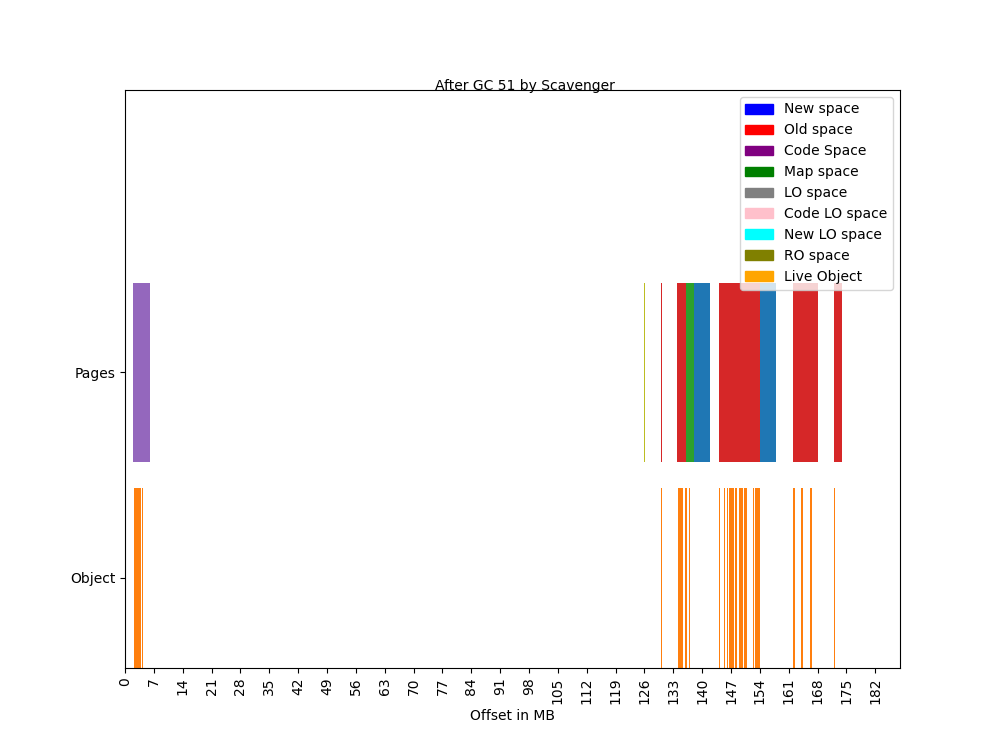 After GC 51 by Scavenger
New space
Old space
Code Space
Map space
LO space
Code LO space
New LO space
RO space
Live Object
Pages
Object
0 7 14 21 28 35 42 49 56 63 70 77 84 91 98 105 112 119 126 133 140 147 154 161 168 175 182
Offset in MB